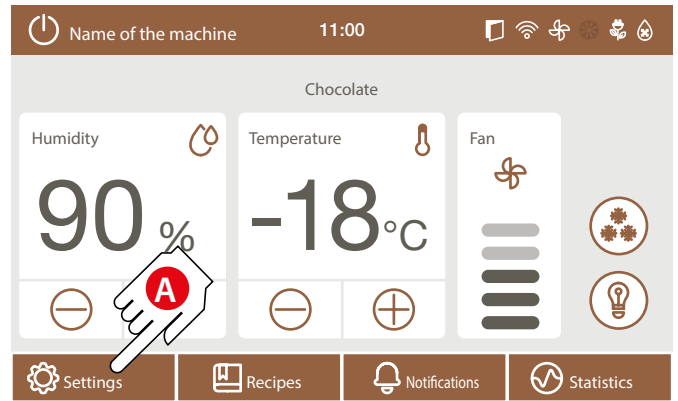 Name of the machine
11:00
Chocolate
Humidity
Temperature
Fan
90 %
-18°C
A
Settings
Recipes
Notifications
Statistics